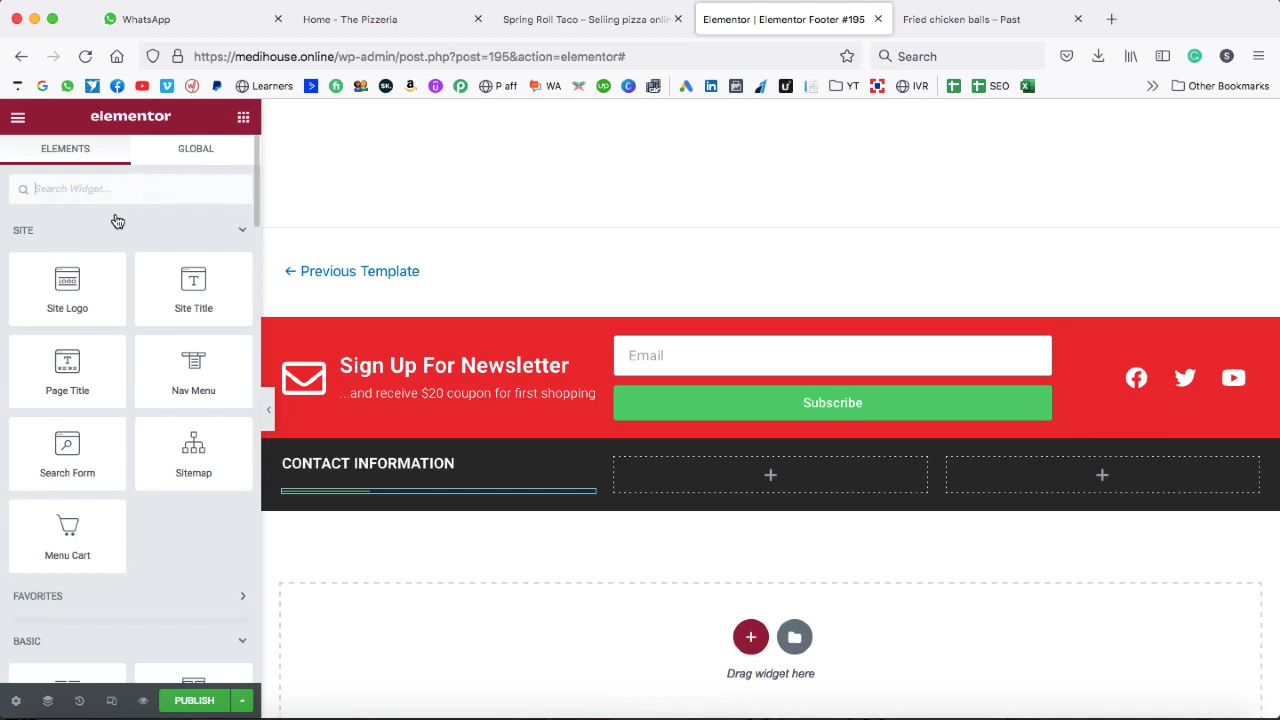 WhatsApp
Home - The Pizzeria
Spring Roll Taco – Selling pizza onlin
Elementor | Elementor Footer #195
Fried chicken balls – Past
https://medihouse.online/wp-admin/post.php?post=195&action=elementor#
Search
Learners
P aff
WA
YT
IVR
SEO
Other Bookmarks
elementor
ELEMENTS
GLOBAL
Search Widget...
SITE
LOGO
Site Logo
Site Title
Page Title
Nav Menu
Search Form
Sitemap
Menu Cart
FAVORITES
BASIC
PUBLISH
← Previous Template
Sign Up For Newsletter
...and receive $20 coupon for first shopping
Email
Subscribe
CONTACT INFORMATION
Drag widget here